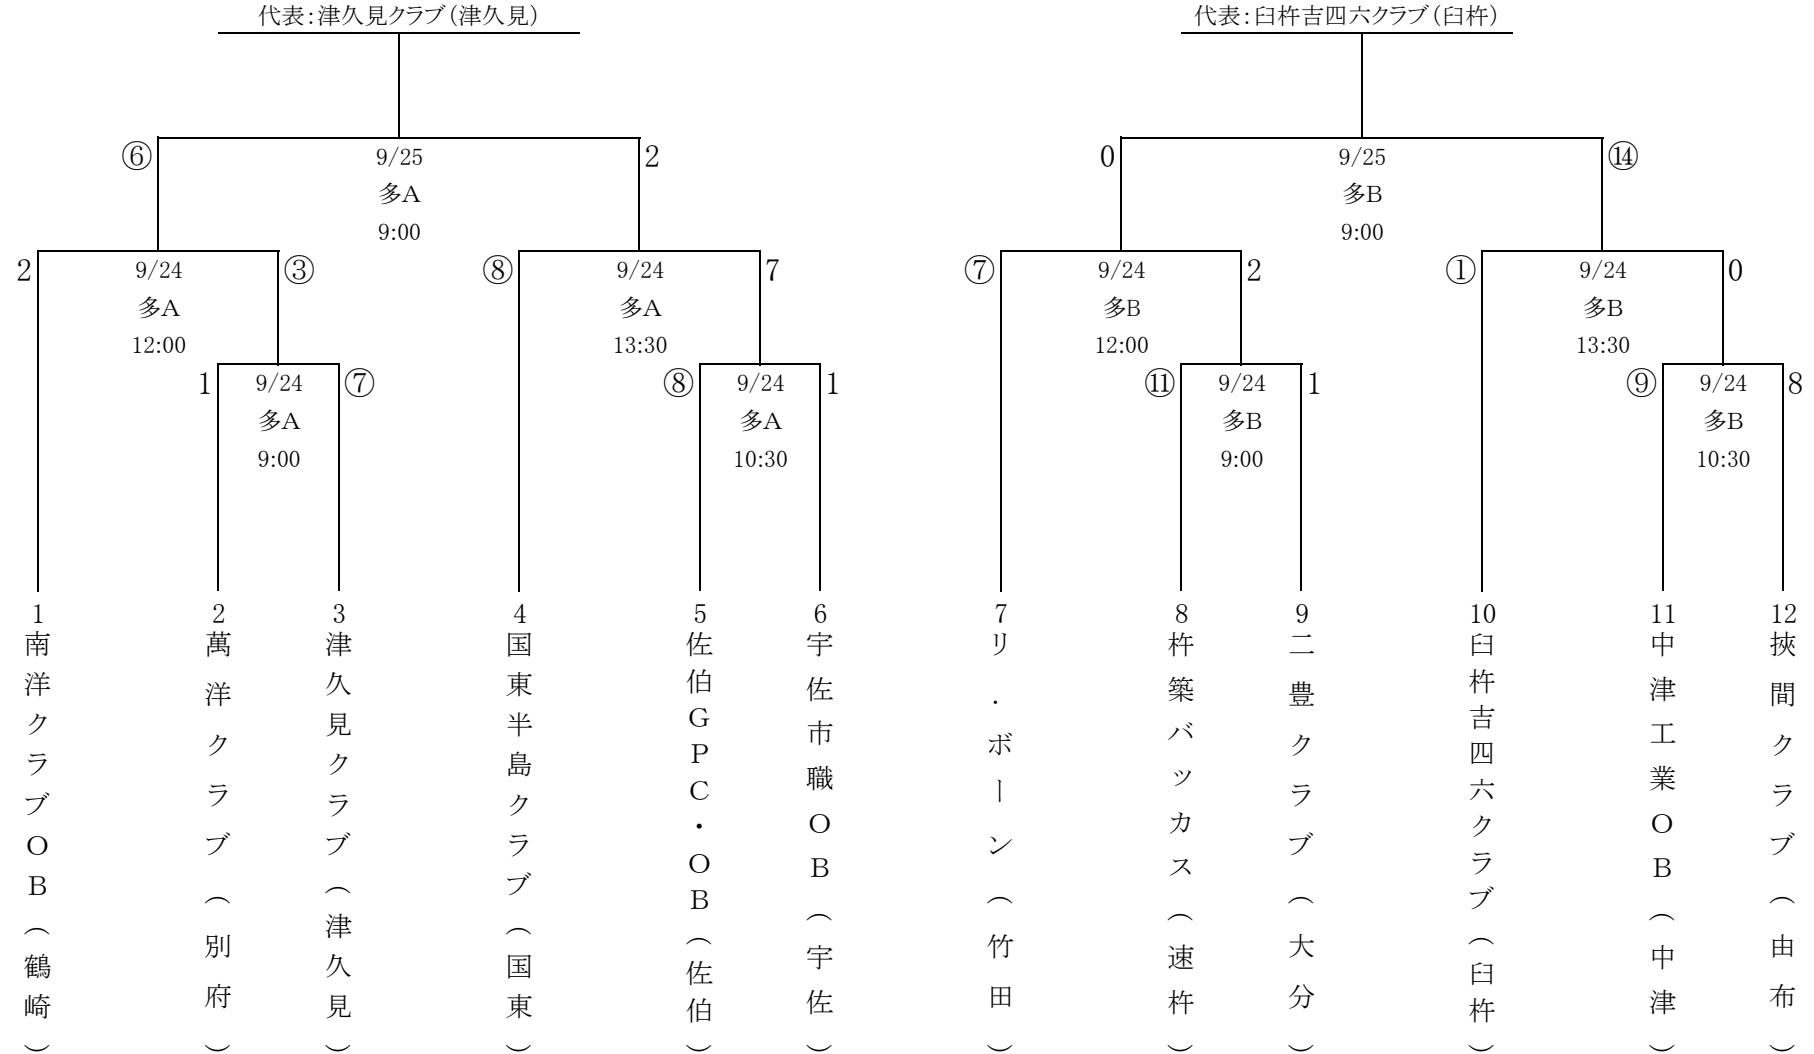 代表：津久見クラブ（津久見）
代表：臼杵吉四六クラブ（臼杵）
⑥ 9/25 2
多A
9:00
0 9/25 ⑭
多B
9:00
2 9/24 ③
多A
12:00
⑧ 9/24 7
多A
13:30
⑦ 9/24 2
多B
12:00
① 9/24 0
多B
13:30
1 9/24 ⑦
多A
9:00
⑧ 9/24 1
多A
10:30
⑪ 9/24 1
多B
9:00
⑨ 9/24 8
多B
10:30
1
南洋クラブOB（鶴崎）
2
萬洋クラブ（別府）
3
津久見クラブ（津久見）
4
国東半島クラブ（国東）
5
佐伯GPC・OB（佐伯）
6
宇佐市職OB（宇佐）
7
リ．ボーン（竹田）
8
杵築バッカス（速杵）
9
二豊クラブ（大分）
10
臼杵吉四六クラブ（臼杵）
11
中津工業OB（中津）
12
挾間クラブ（由布）